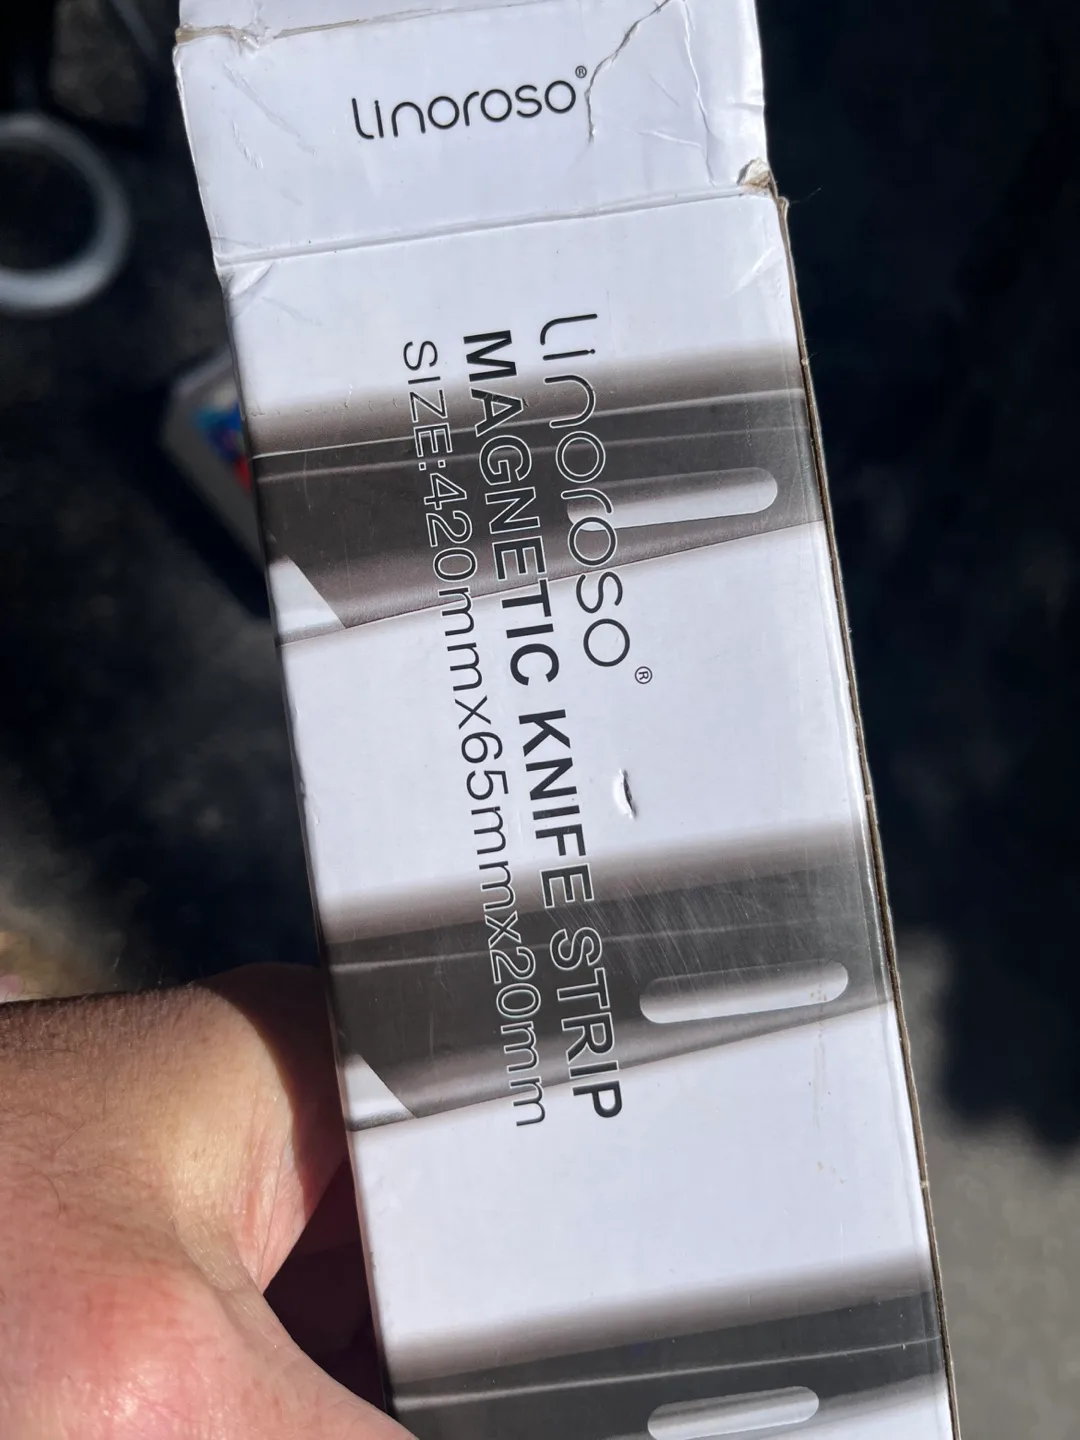 Linoroso®
Linoroso®
MAGNETIC KNIFE STRIP
SIZE:420mmx65mmx20mm